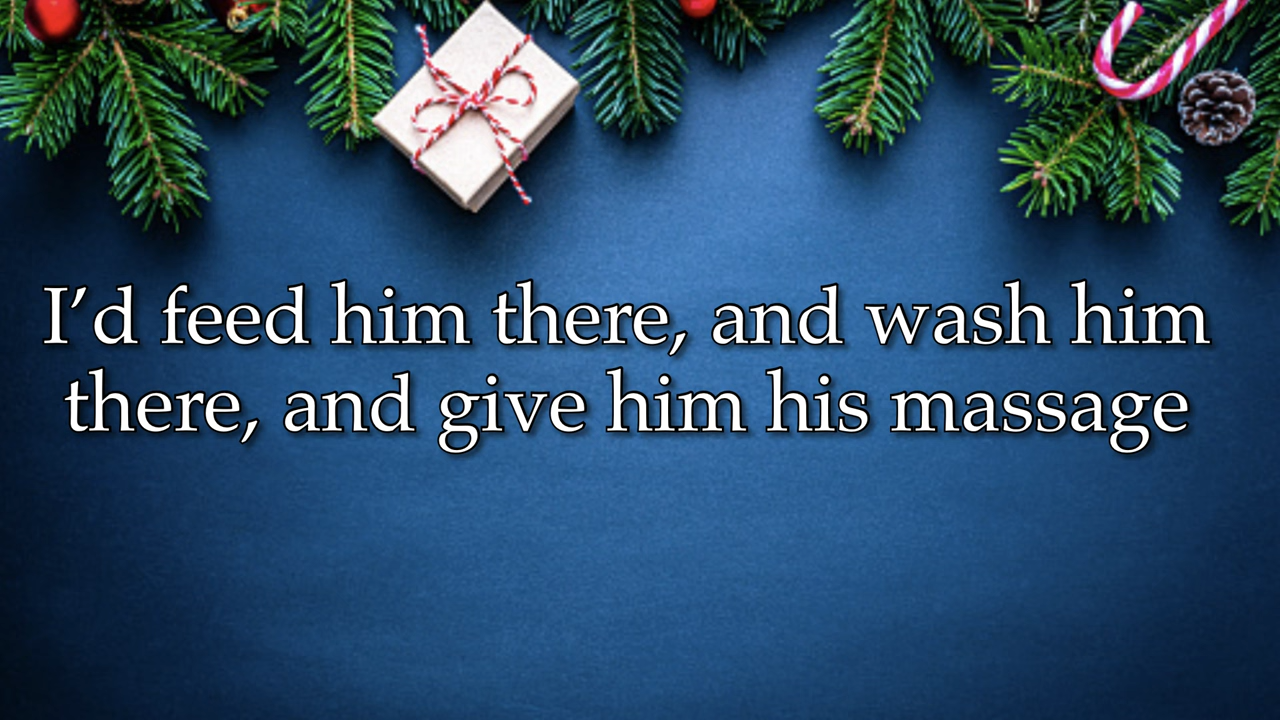 I’d feed him there, and wash him
there, and give him his massage